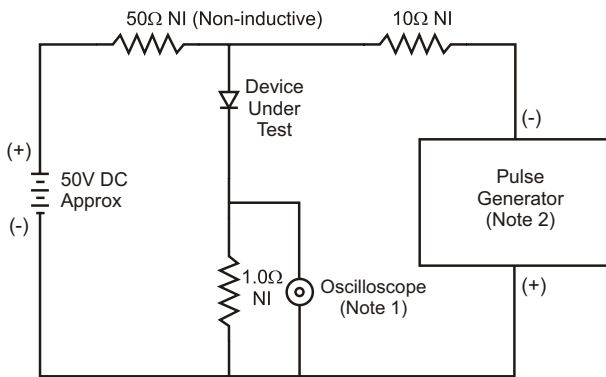 50Ω NI (Non-inductive)
10Ω NI
Device
Under
Test
(-)
(+)
50V DC
Approx
(-)
Pulse
Generator
(Note 2)
1.0Ω
NI
Oscilloscope
(Note 1)
(+)